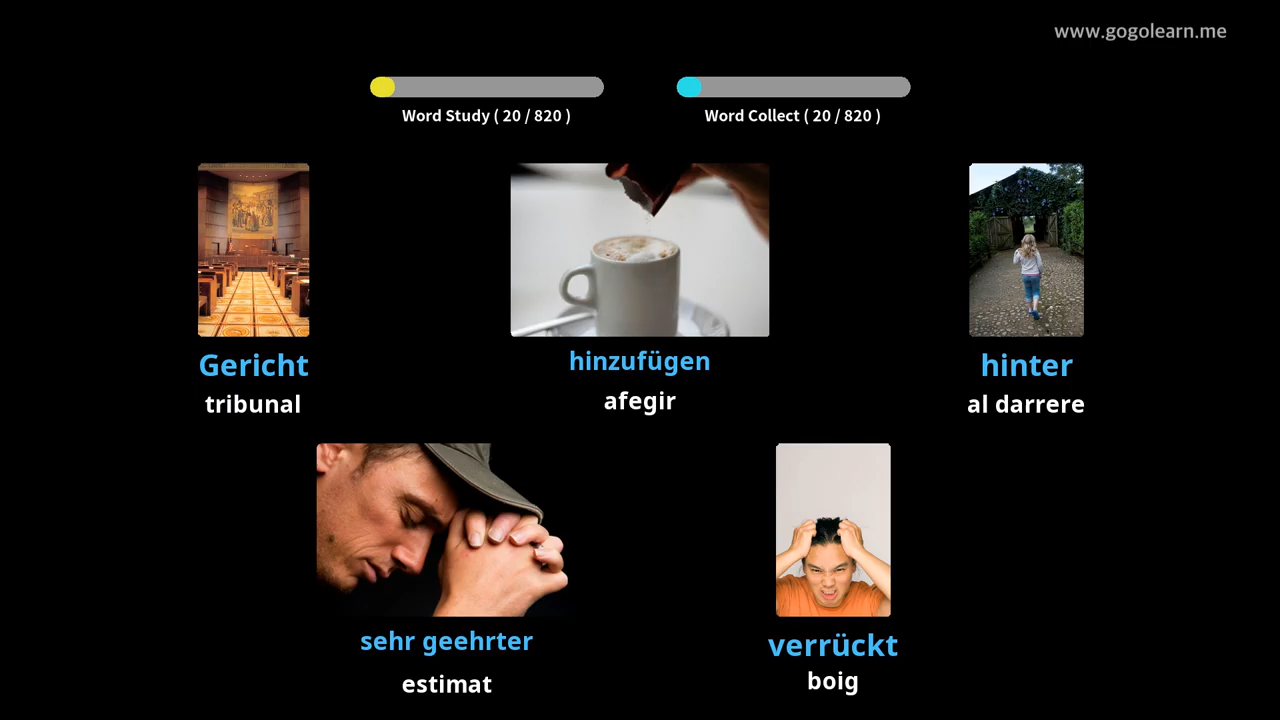 www.gogolearn.me
Word Study ( 20 / 820 )
Word Collect ( 20 / 820 )
Gericht
tribunal
hinzufügen
afegir
hinter
al darrere
sehr geehrter
estimat
verrückt
boig